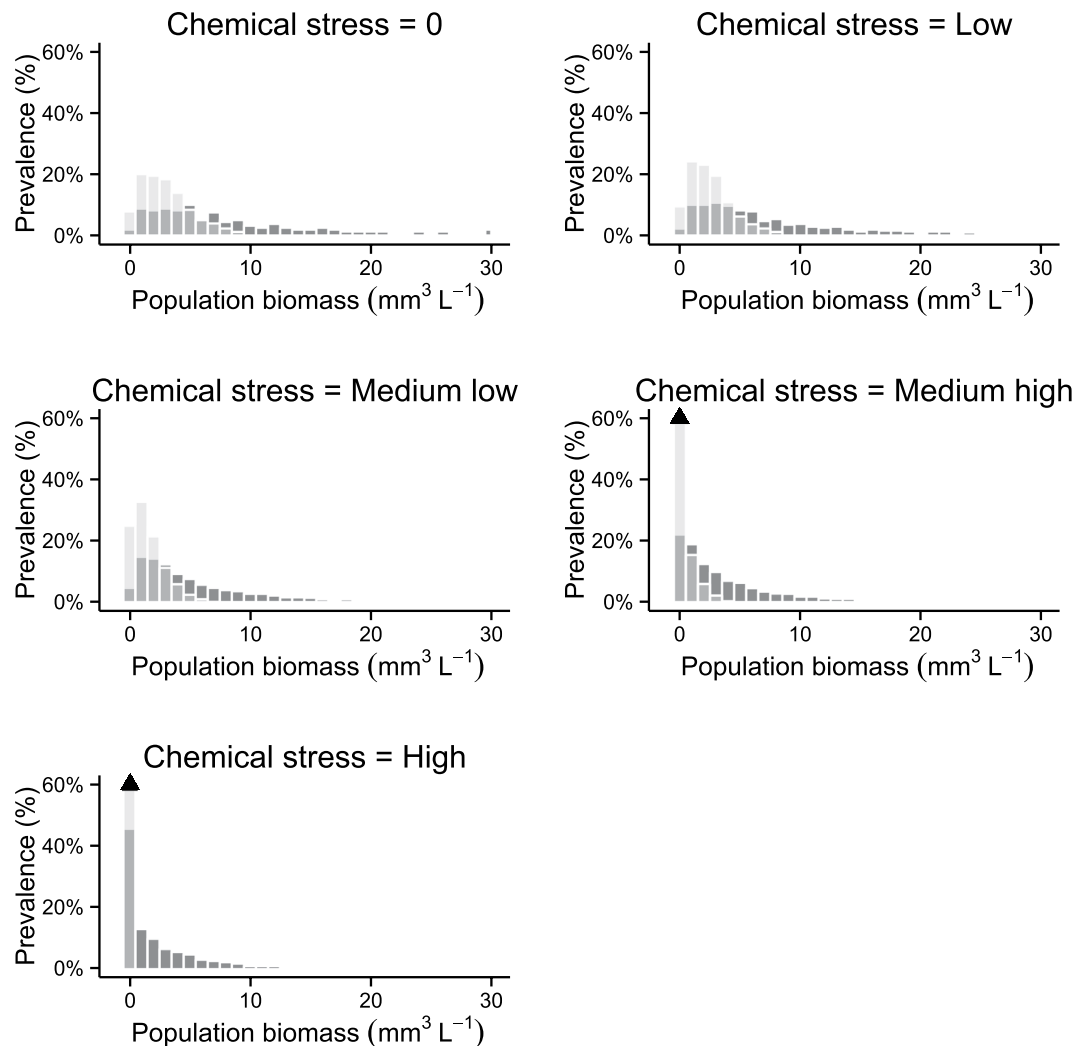 Chemical stress = 0
Prevalence (%)
60%
40%
20%
0%
0 10 20 30
Population biomass (mm³ L⁻¹)
Chemical stress = Low
Prevalence (%)
60%
40%
20%
0%
0 10 20 30
Population biomass (mm³ L⁻¹)
Chemical stress = Medium low
Prevalence (%)
60%
40%
20%
0%
0 10 20 30
Population biomass (mm³ L⁻¹)
Chemical stress = Medium high
Prevalence (%)
60%
40%
20%
0%
0 10 20 30
Population biomass (mm³ L⁻¹)
Chemical stress = High
Prevalence (%)
60%
40%
20%
0%
0 10 20 30
Population biomass (mm³ L⁻¹)